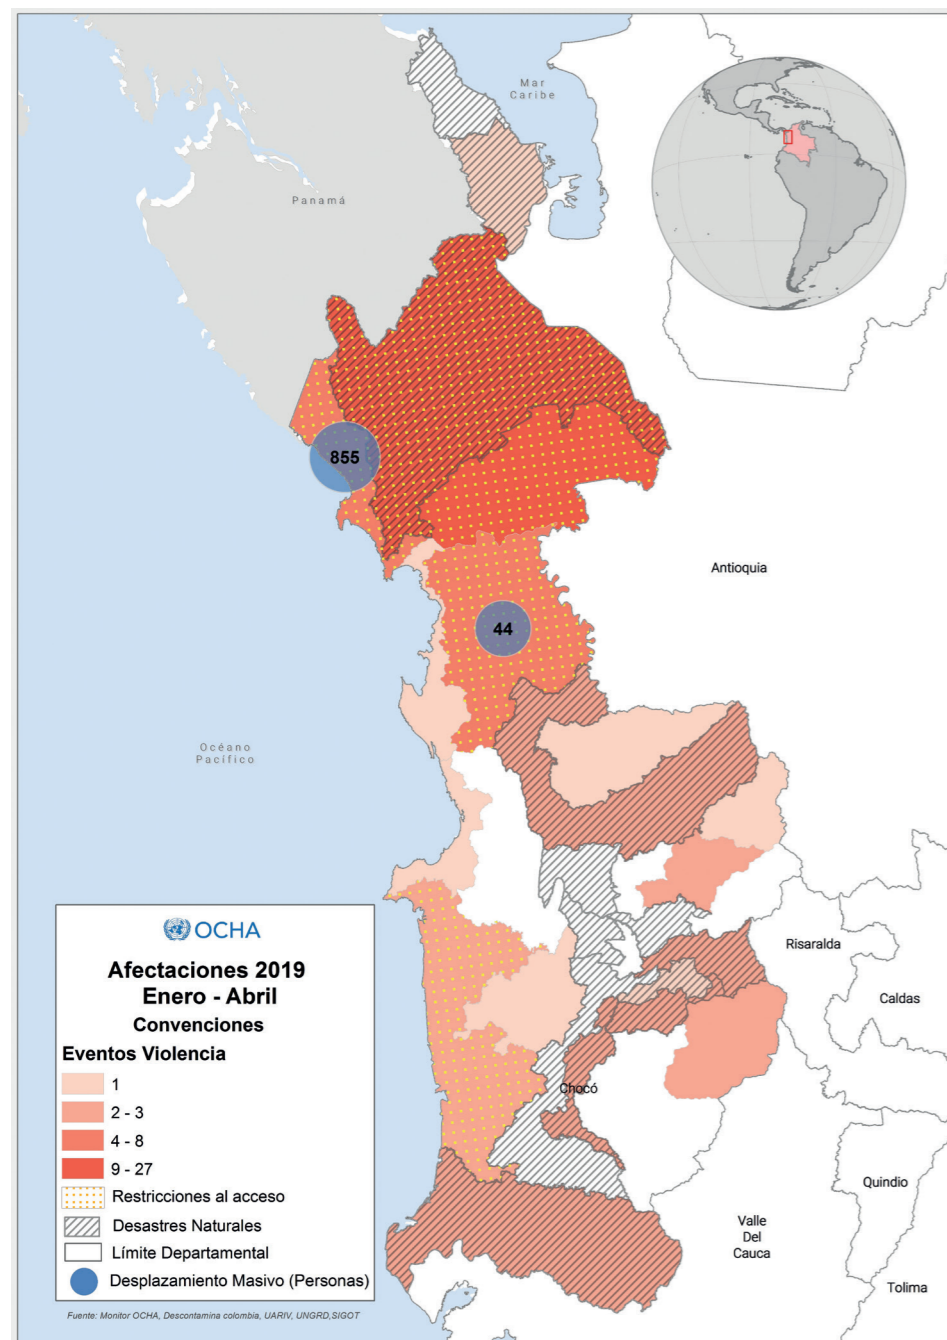 Mar
Caribe
Panamá
855
Antioquia
44
Océano
Pacífico
OCHA
Afectaciones 2019
Enero - Abril
Convenciones
Eventos Violencia
1
2 - 3
4 - 8
9 - 27
Restricciones al acceso
Desastres Naturales
Límite Departamental
Desplazamiento Masivo (Personas)
Fuente: Monitor OCHA, Descontamina colombia, UARIV, UNGRD,SIGOT
Risaralda
Caldas
Chocó
Quindio
Valle
Del
Cauca
Tolima